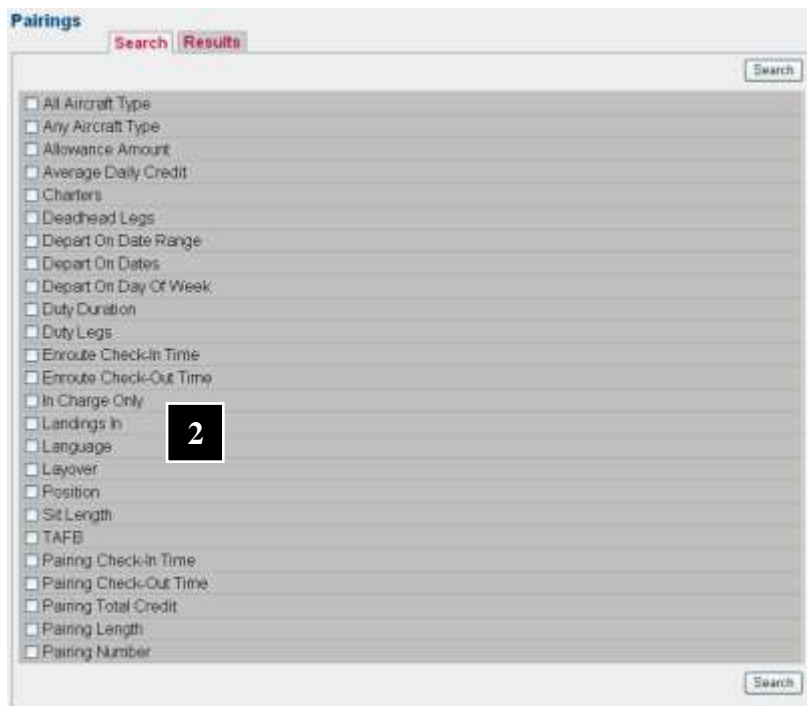 Pairings
Search Results
Search
All Aircraft Type
Any Aircraft Type
Allowance Amount
Average Daily Credit
Charters
Deadhead Legs
Depart On Date Range
Depart On Dates
Depart On Day Of Week
Duty Duration
Duty Legs
Enroute Check-In Time
Enroute Check-Out Time
In Charge Only
Landings In
2
Language
Layover
Position
Sit Length
TAFB
Pairing Check-In Time
Pairing Check-Out Time
Pairing Total Credit
Pairing Length
Pairing Number
Search